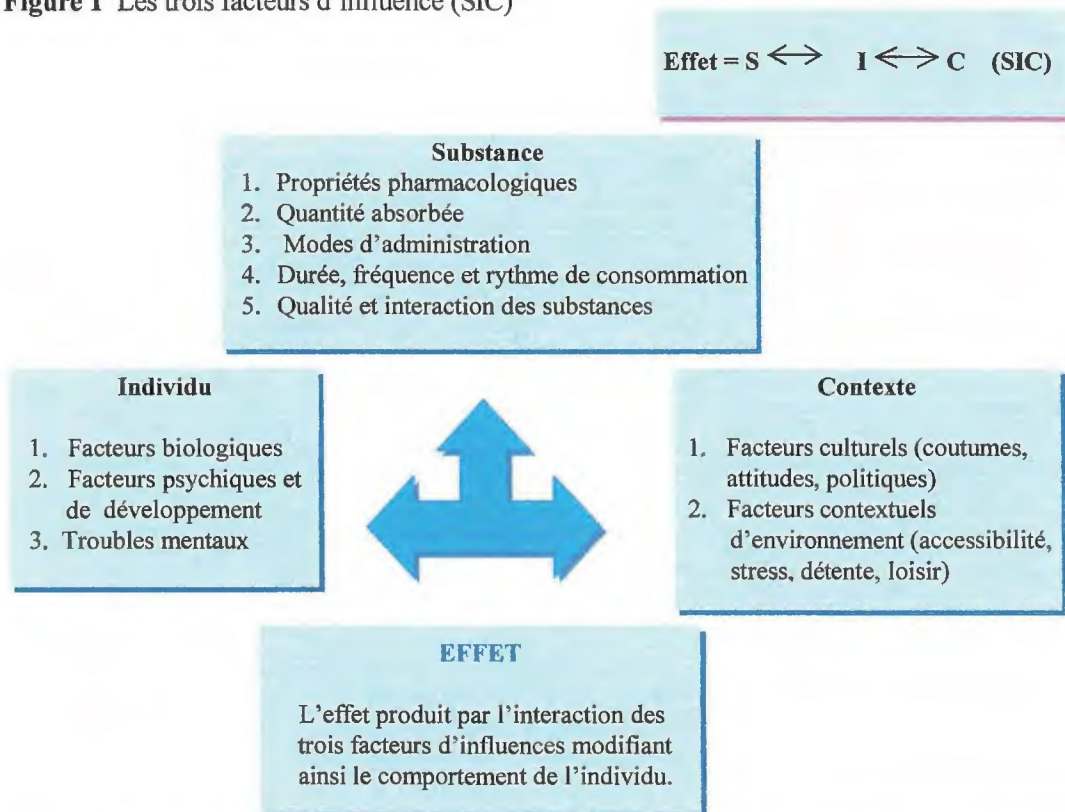 Figure 1 Les trois facteurs d'influence (SIC)
Effet = S <--> I <--> C (SIC)
Substance
1. Propriétés pharmacologiques
2. Quantité absorbée
3. Modes d'administration
4. Durée, fréquence et rythme de consommation
5. Qualité et interaction des substances
Individu
1. Facteurs biologiques
2. Facteurs psychiques et
de développement
3. Troubles mentaux
Contexte
1. Facteurs culturels (coutumes,
attitudes, politiques)
2. Facteurs contextuels
d'environnement (accessibilité,
stress, détente, loisir)
EFFET
L'effet produit par l'interaction des
trois facteurs d'influences modifiant
ainsi le comportement de l'individu.